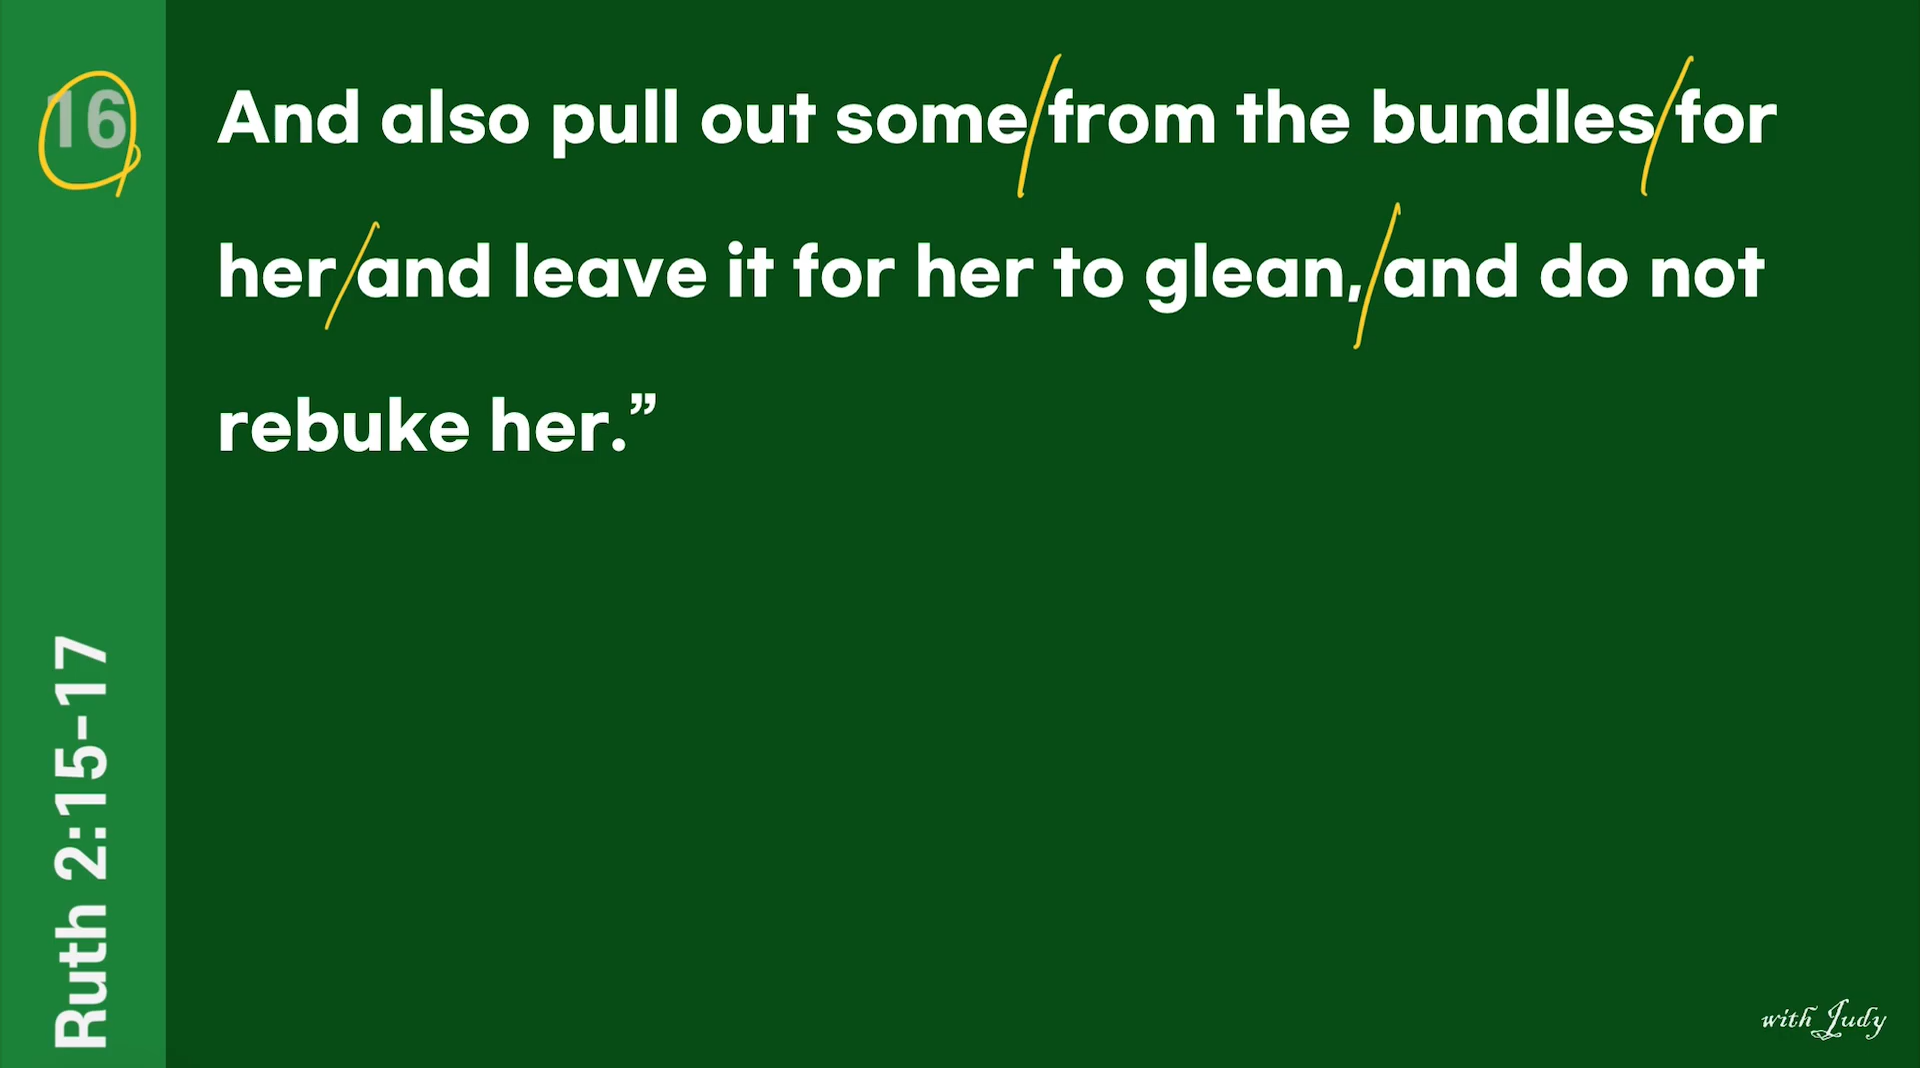 16
And also pull out some/from the bundles/for
her/and leave it for her to glean,/and do not
rebuke her.”
Ruth 2:15-17
with Judy